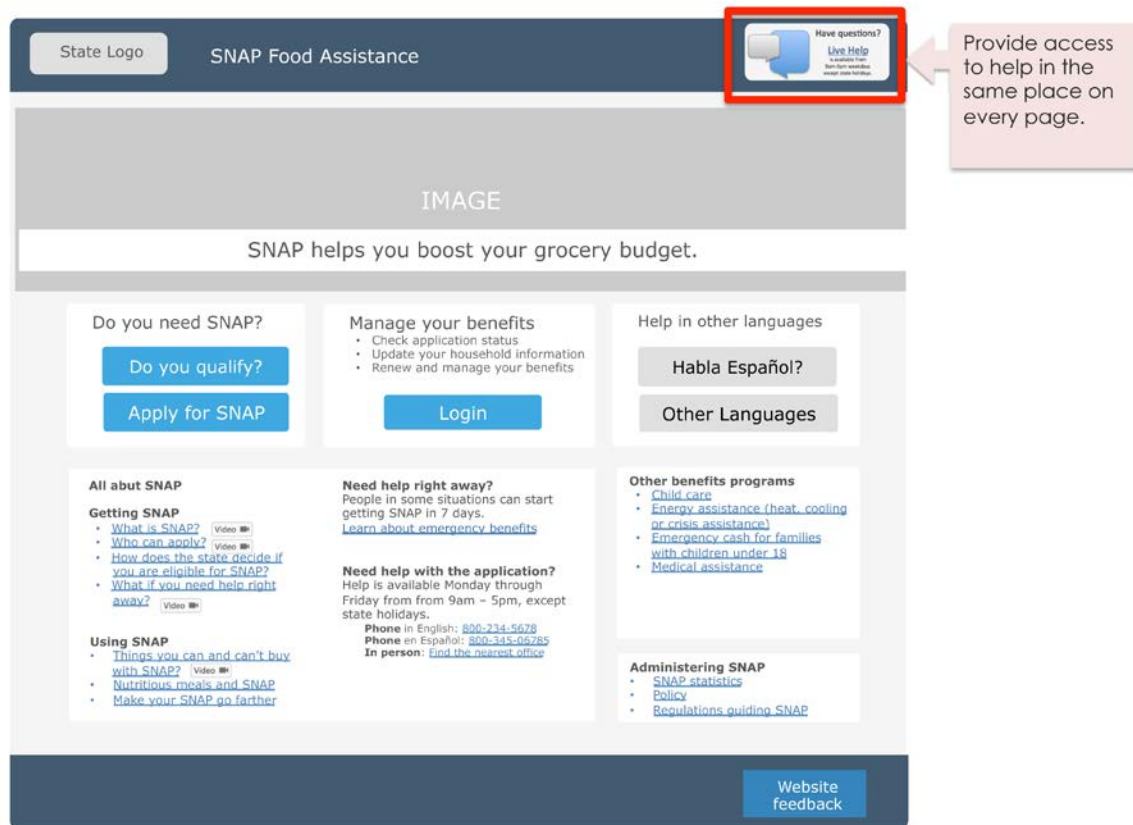 State Logo
SNAP Food Assistance
Have questions?
Live Help
is available from
9am-5pm weekdays
except state holidays.
Provide access
to help in the
same place on
every page.
IMAGE
SNAP helps you boost your grocery budget.
Do you need SNAP?
Do you qualify?
Apply for SNAP
Manage your benefits
• Check application status
• Update your household information
• Renew and manage your benefits
Login
Help in other languages
Habla Español?
Other Languages
All abut SNAP
Getting SNAP
• What is SNAP? Video
• Who can apply? Video
• How does the state decide if
you are eligible for SNAP?
• What if you need help right
away? Video
Using SNAP
• Things you can and can't buy
with SNAP? Video
• Nutritious meals and SNAP
• Make your SNAP go farther
Need help right away?
People in some situations can start
getting SNAP in 7 days.
Learn about emergency benefits
Need help with the application?
Help is available Monday through
Friday from from 9am – 5pm, except
state holidays.
Phone in English: 800-234-5678
Phone en Español: 800-345-06785
In person: Find the nearest office
Other benefits programs
• Child care
• Energy assistance (heat, cooling
or crisis assistance)
• Emergency cash for families
with children under 18
• Medical assistance
Administering SNAP
• SNAP statistics
• Policy
• Regulations guiding SNAP
Website
feedback